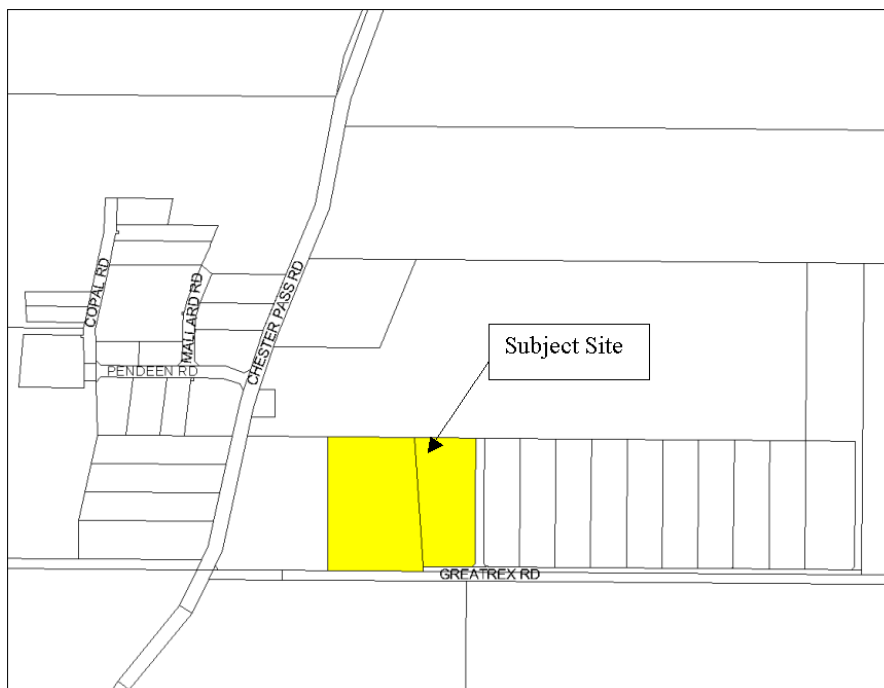 COPAL RD
MALLARD RD
CHESTER PASS RD
Subject Site
PENDEEN RD
GREATREX RD